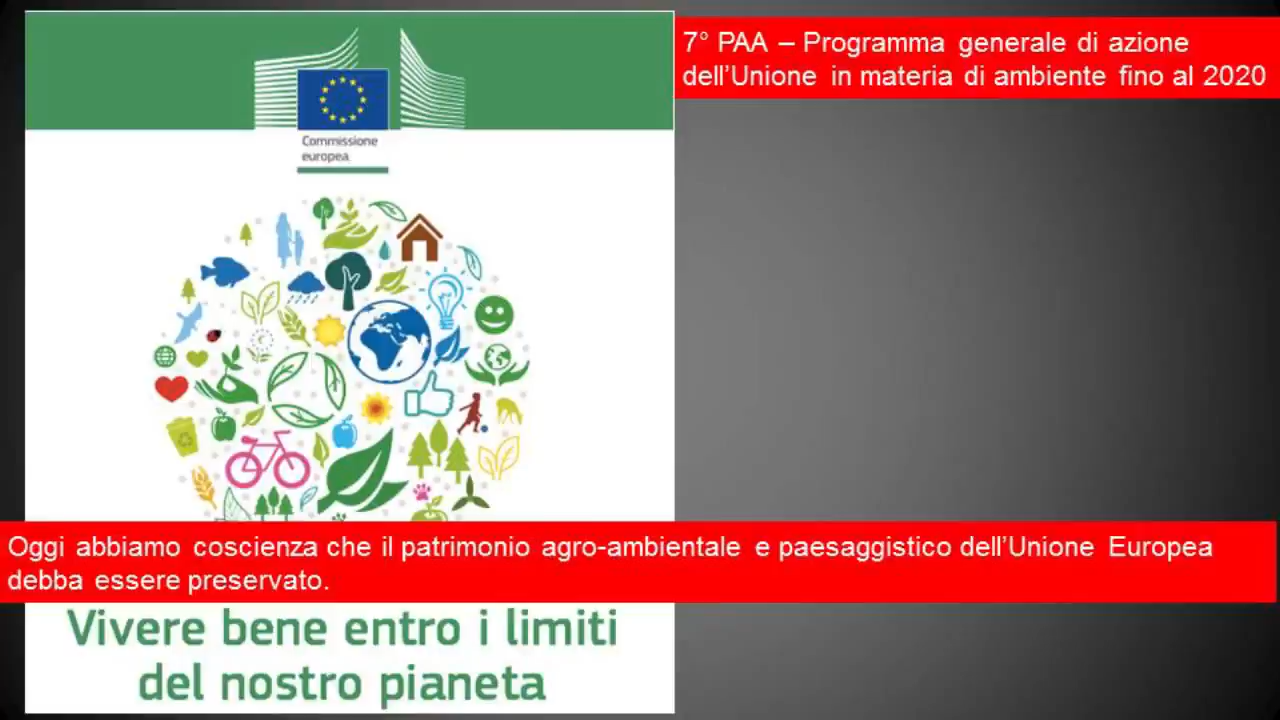 7° PAA – Programma generale di azione
dell’Unione in materia di ambiente fino al 2020
Commissione
europea
Oggi abbiamo coscienza che il patrimonio agro-ambientale e paesaggistico dell’Unione Europea
debba essere preservato.
Vivere bene entro i limiti
del nostro pianeta